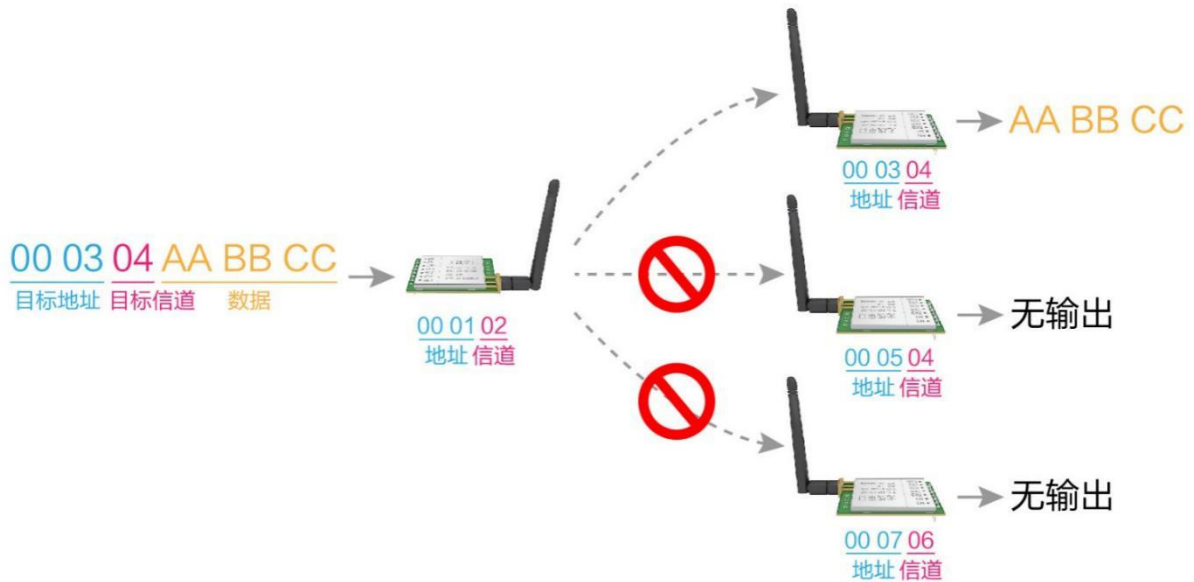 00 03 04 AA BB CC
目标地址 目标信道 数据
00 01 02
地址 信道
AA BB CC
00 03 04
地址 信道
无输出
00 05 04
地址 信道
无输出
00 07 06
地址 信道